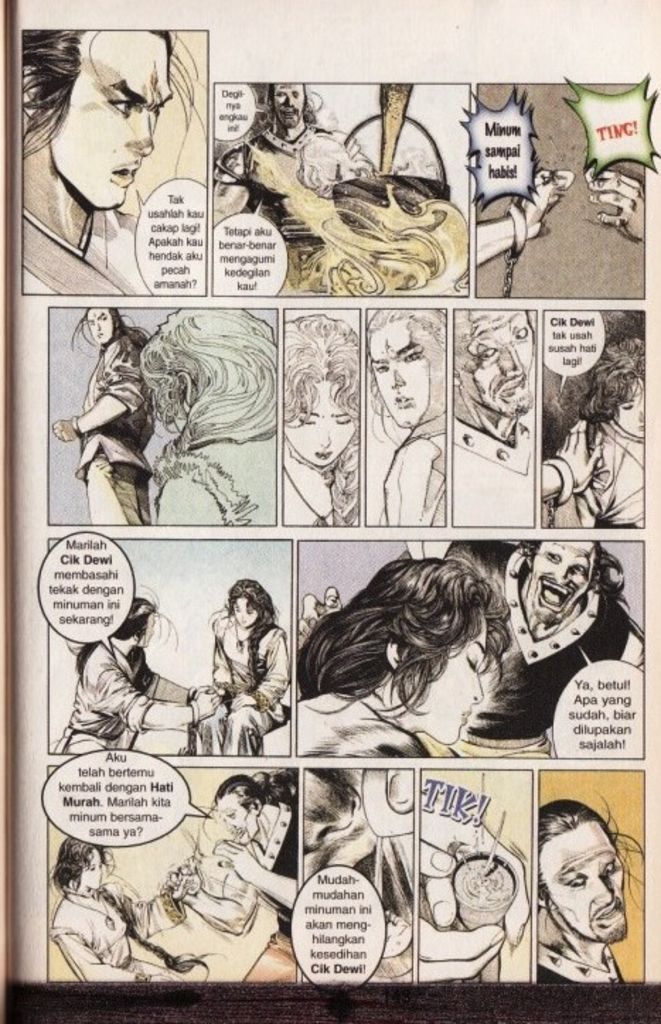 Tak
usahlah kau
cakap lagi!
Apakah kau
hendak aku
pecah
amanah?
Degil-
nya
engkau
ini!
Tetapi aku
benar-benar
mengagumi
kedegilan
kau!
Minum
sampai
habis!
TING!
Cik Dewi
tak usah
susah hati
lagi!
Marilah
Cik Dewi
membasahi
tekak dengan
minuman ini
sekarang!
Ya, betul!
Apa yang
sudah, biar
dilupakan
sajalah!
Aku
telah bertemu
kembali dengan Hati
Murah. Marilah kita
minum bersama-
sama ya?
Mudah-
mudahan
minuman ini
akan meng-
hilangkan
kesedihan
Cik Dewi!
TIK!